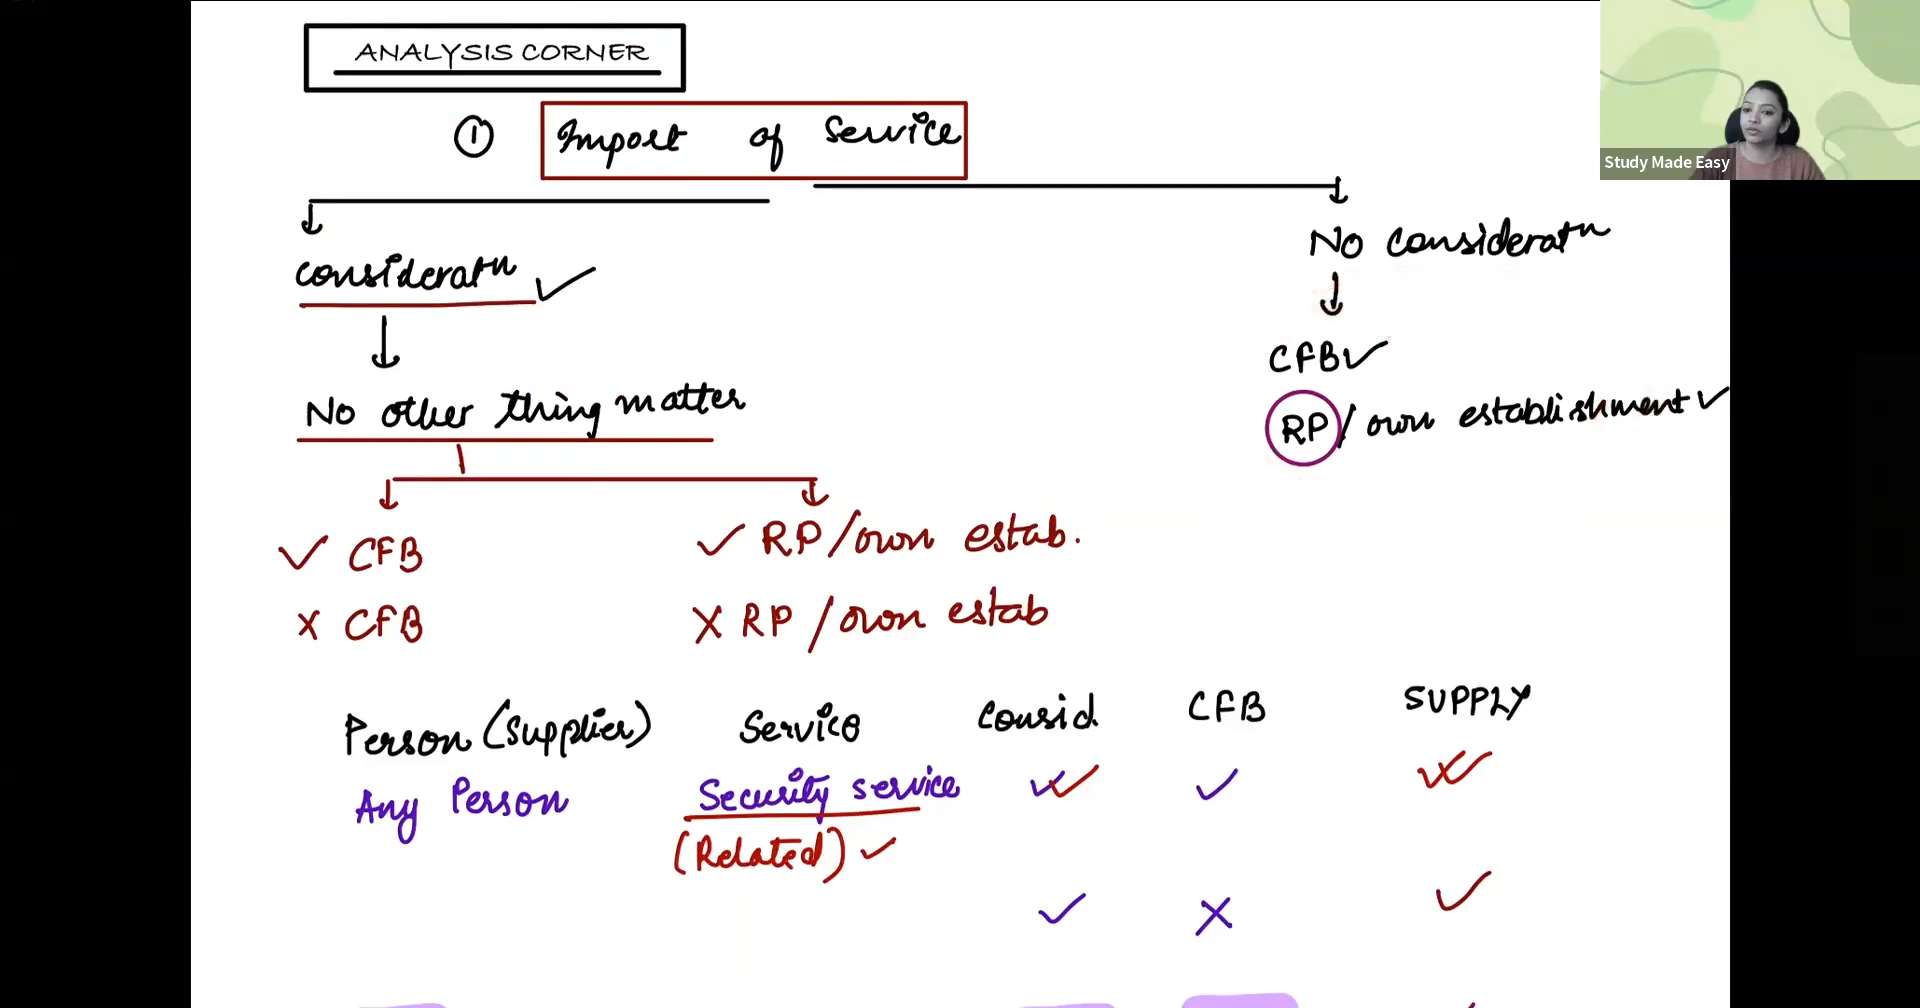 ANALYSIS CORNER
① Import of Service
Study Made Easy
consideratn ✓
No consideratn
No other thing matter
CFB ✓
RP / own establishment ✓
✓ CFB
✓ RP / own estab.
X CFB
X RP / own estab
Person (Supplier) Service Consid CFB SUPPLY
Any Person Security service ✓✓ ✓ ✓✓
(Related) ✓
✓ X ✓